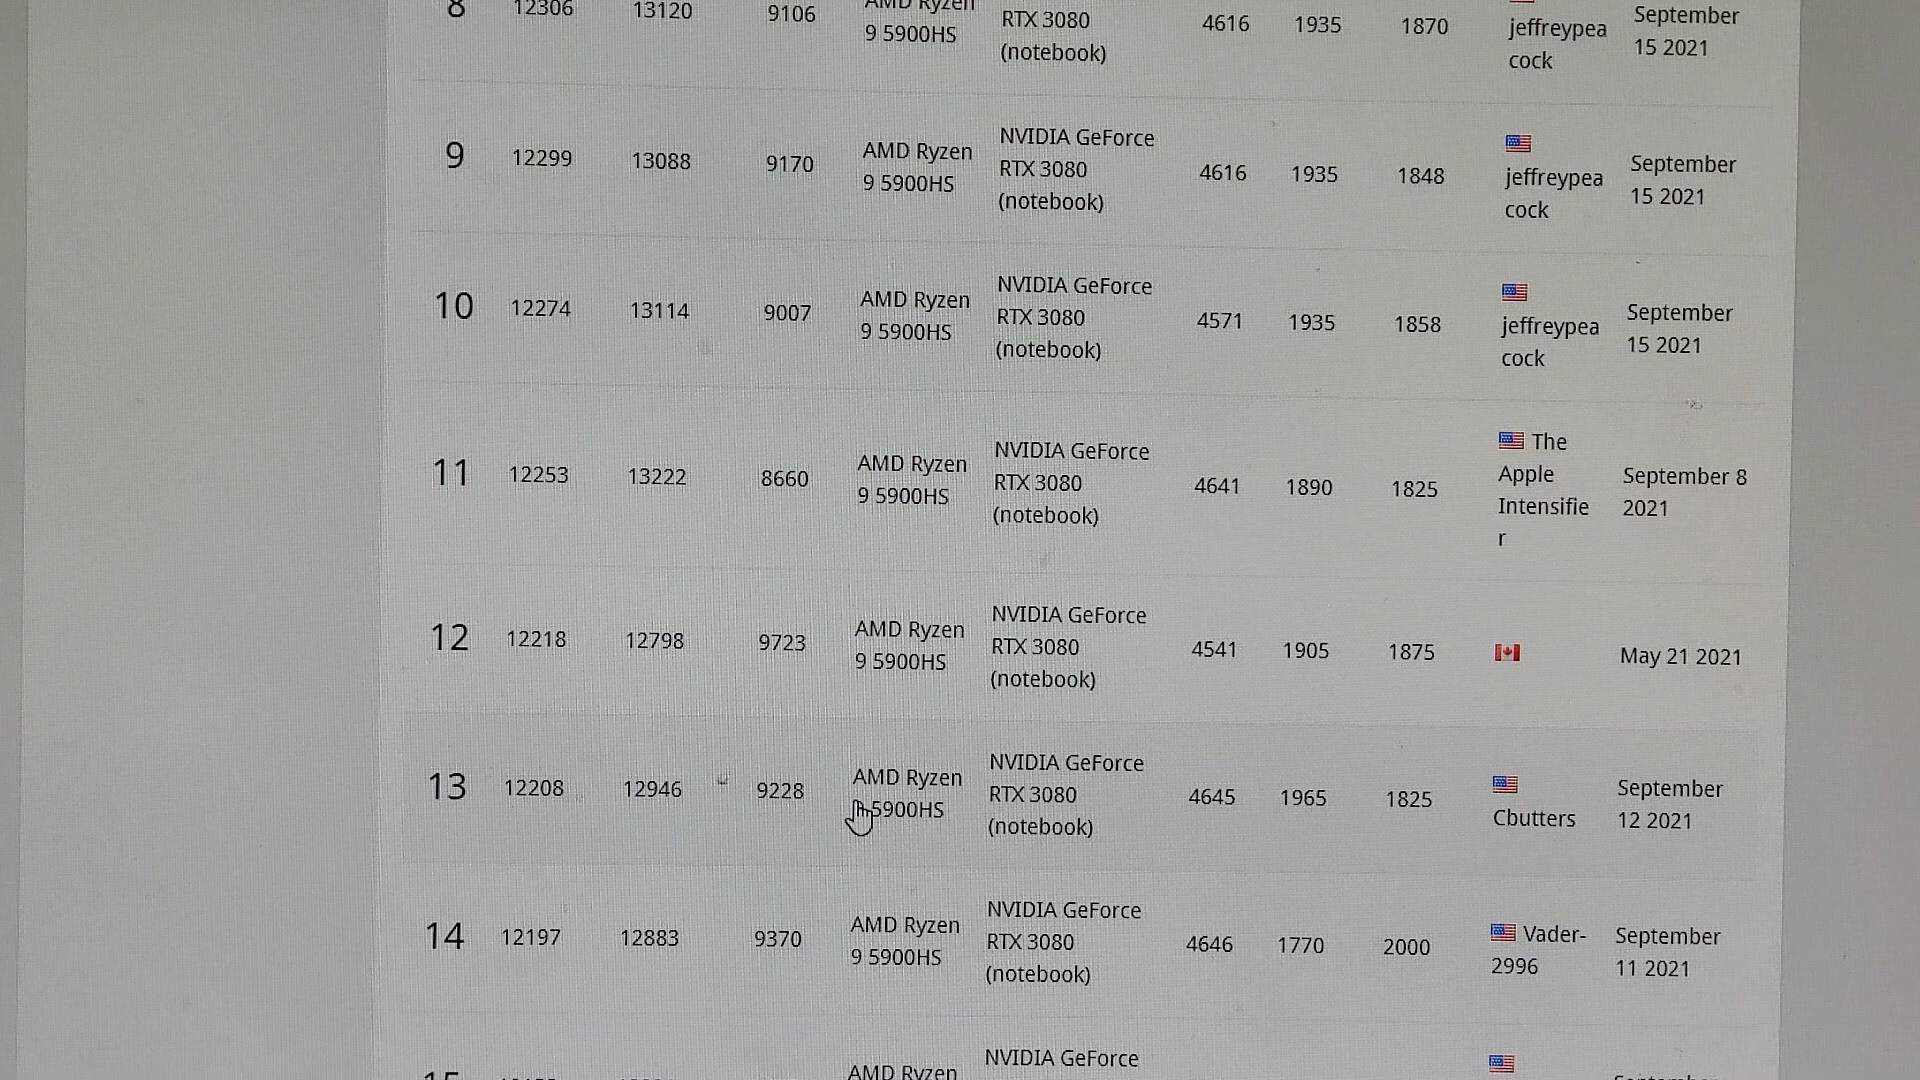 8 12306 13120 9106 AMD Ryzen 9 5900HS RTX 3080 (notebook) 4616 1935 1870 jeffreypea cock September 15 2021
9 12299 13088 9170 AMD Ryzen 9 5900HS NVIDIA GeForce RTX 3080 (notebook) 4616 1935 1848 jeffreypea cock September 15 2021
10 12274 13114 9007 AMD Ryzen 9 5900HS NVIDIA GeForce RTX 3080 (notebook) 4571 1935 1858 jeffreypea cock September 15 2021
11 12253 13222 8660 AMD Ryzen 9 5900HS NVIDIA GeForce RTX 3080 (notebook) 4641 1890 1825 The Apple Intensifie r September 8 2021
12 12218 12798 9723 AMD Ryzen 9 5900HS NVIDIA GeForce RTX 3080 (notebook) 4541 1905 1875 May 21 2021
13 12208 12946 9228 AMD Ryzen 5900HS NVIDIA GeForce RTX 3080 (notebook) 4645 1965 1825 Cbutters September 12 2021
14 12197 12883 9370 AMD Ryzen 9 5900HS NVIDIA GeForce RTX 3080 (notebook) 4646 1770 2000 Vader- 2996 September 11 2021
AMD Ryzen NVIDIA GeForce